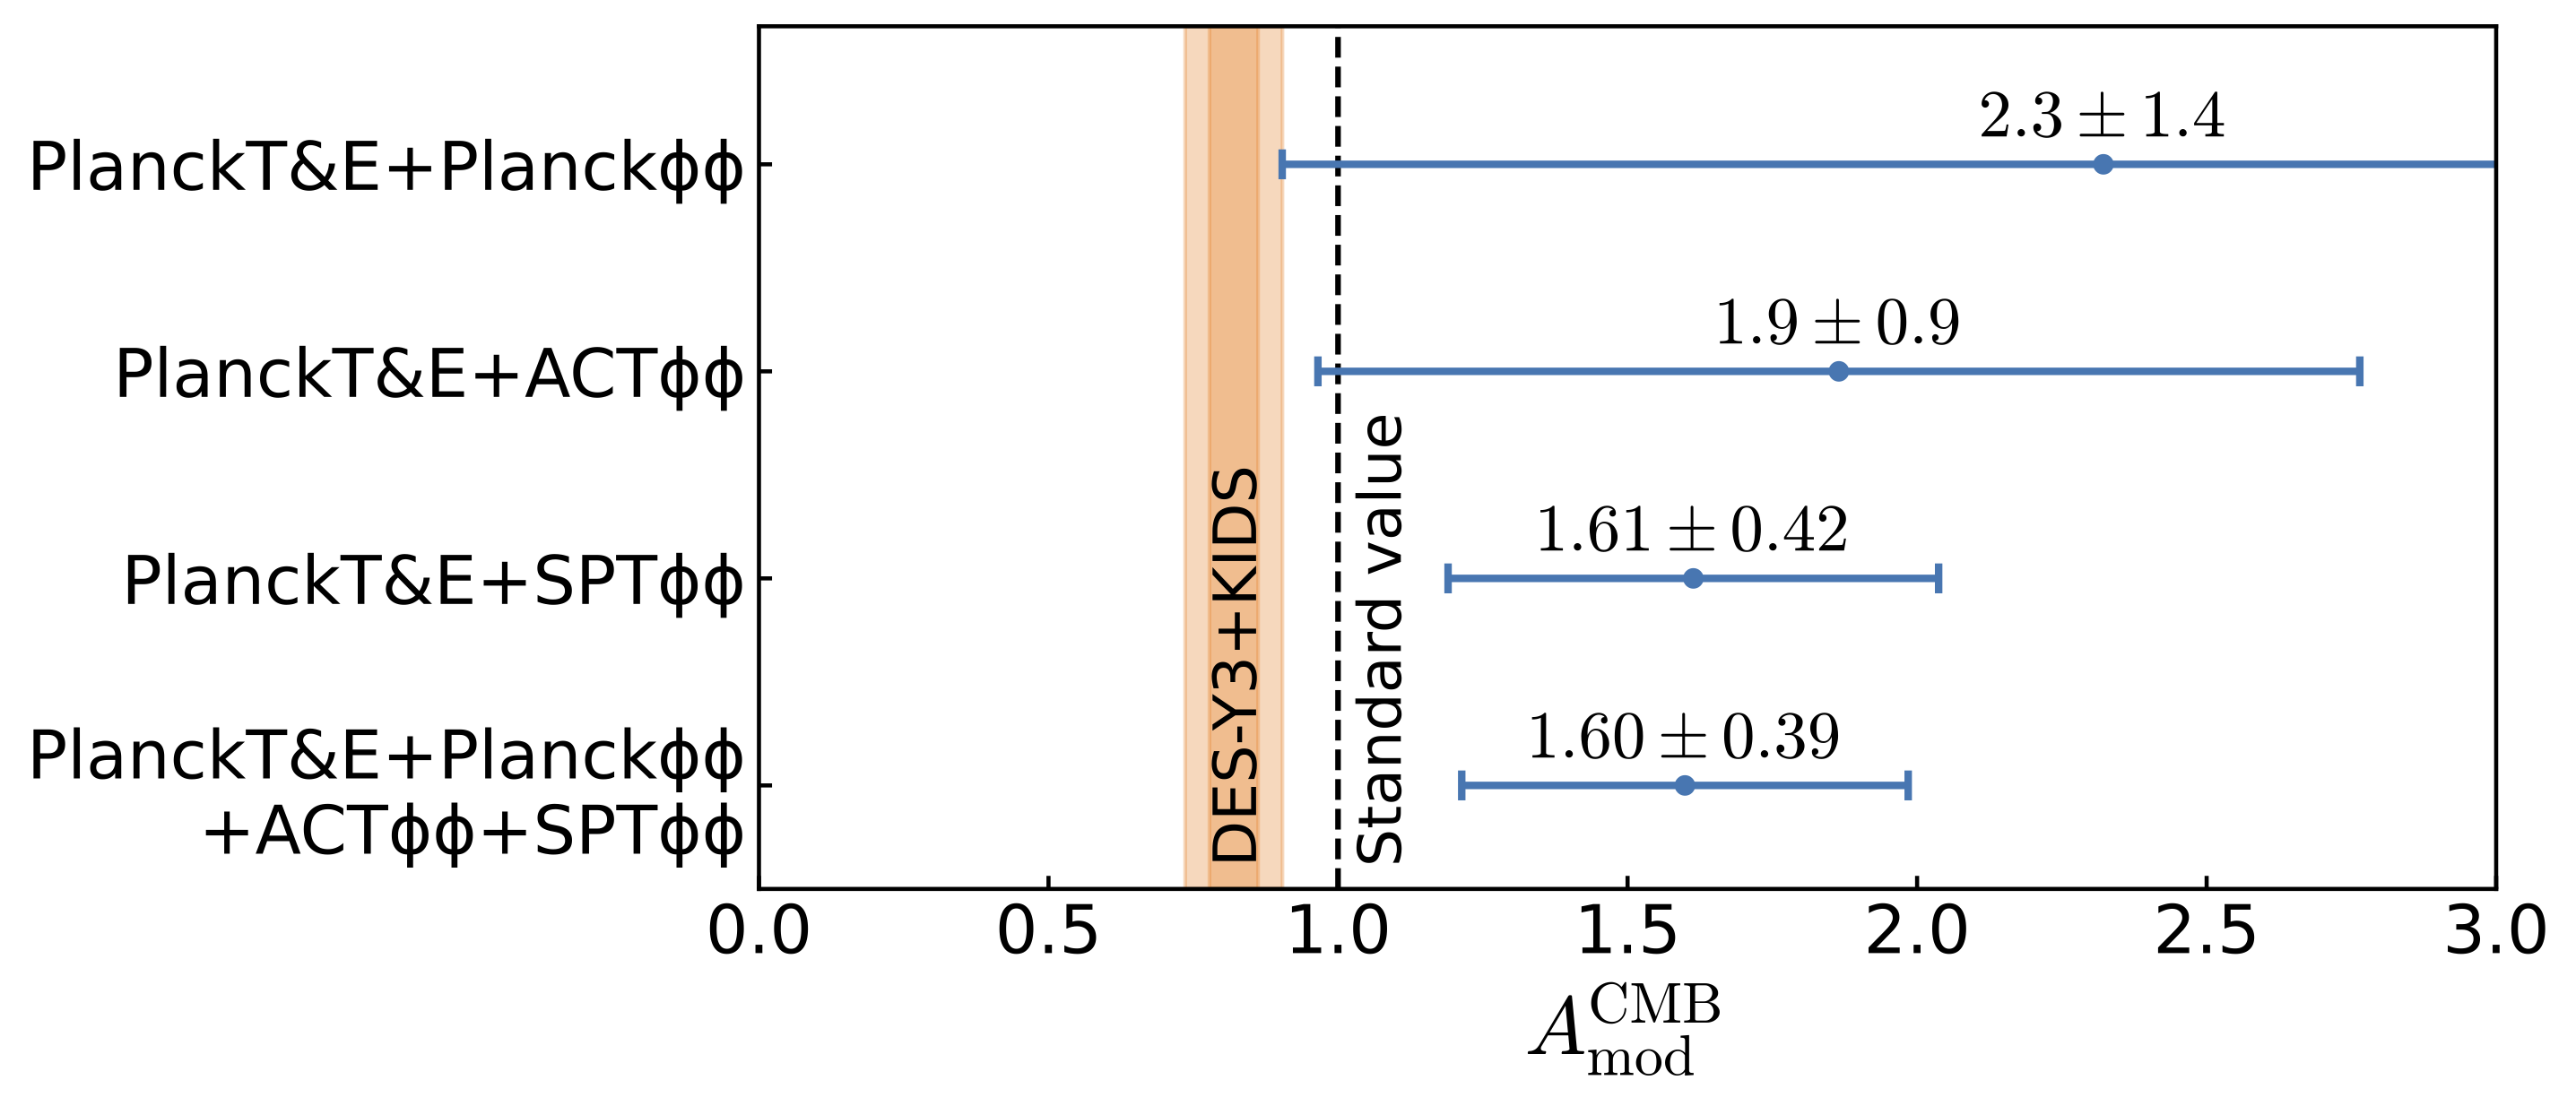 2.3 ± 1.4
PlanckT&E+Planckϕϕ
1.9 ± 0.9
PlanckT&E+ACTϕϕ
1.61 ± 0.42
PlanckT&E+SPTϕϕ
1.60 ± 0.39
PlanckT&E+Planckϕϕ
+ACTϕϕ+SPTϕϕ
DES-Y3+KIDS
Standard value
0.0 0.5 1.0 1.5 2.0 2.5 3.0
A_mod^CMB